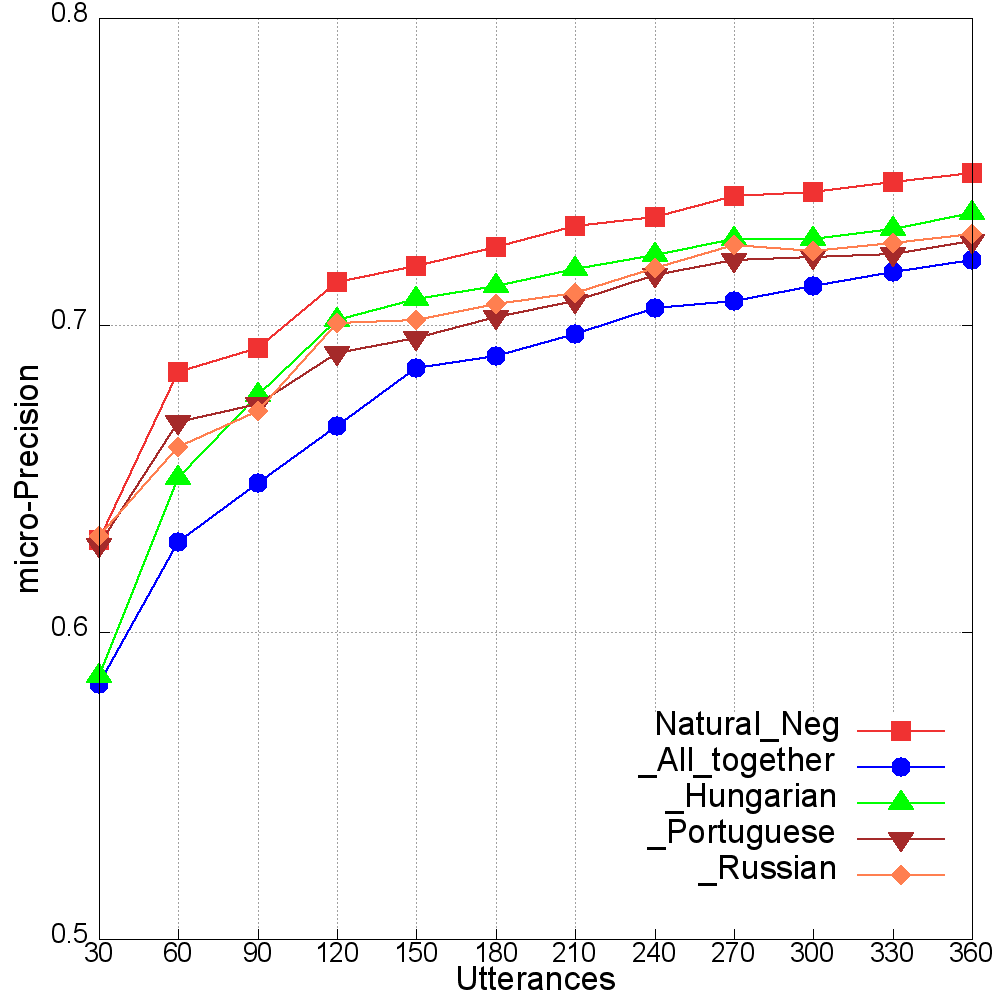 0.8
0.7
0.6
0.5
micro-Precision
Natural_Neg
_All_together
_Hungarian
_Portuguese
_Russian
30 60 90 120 150 180 210 240 270 300 330 360
Utterances